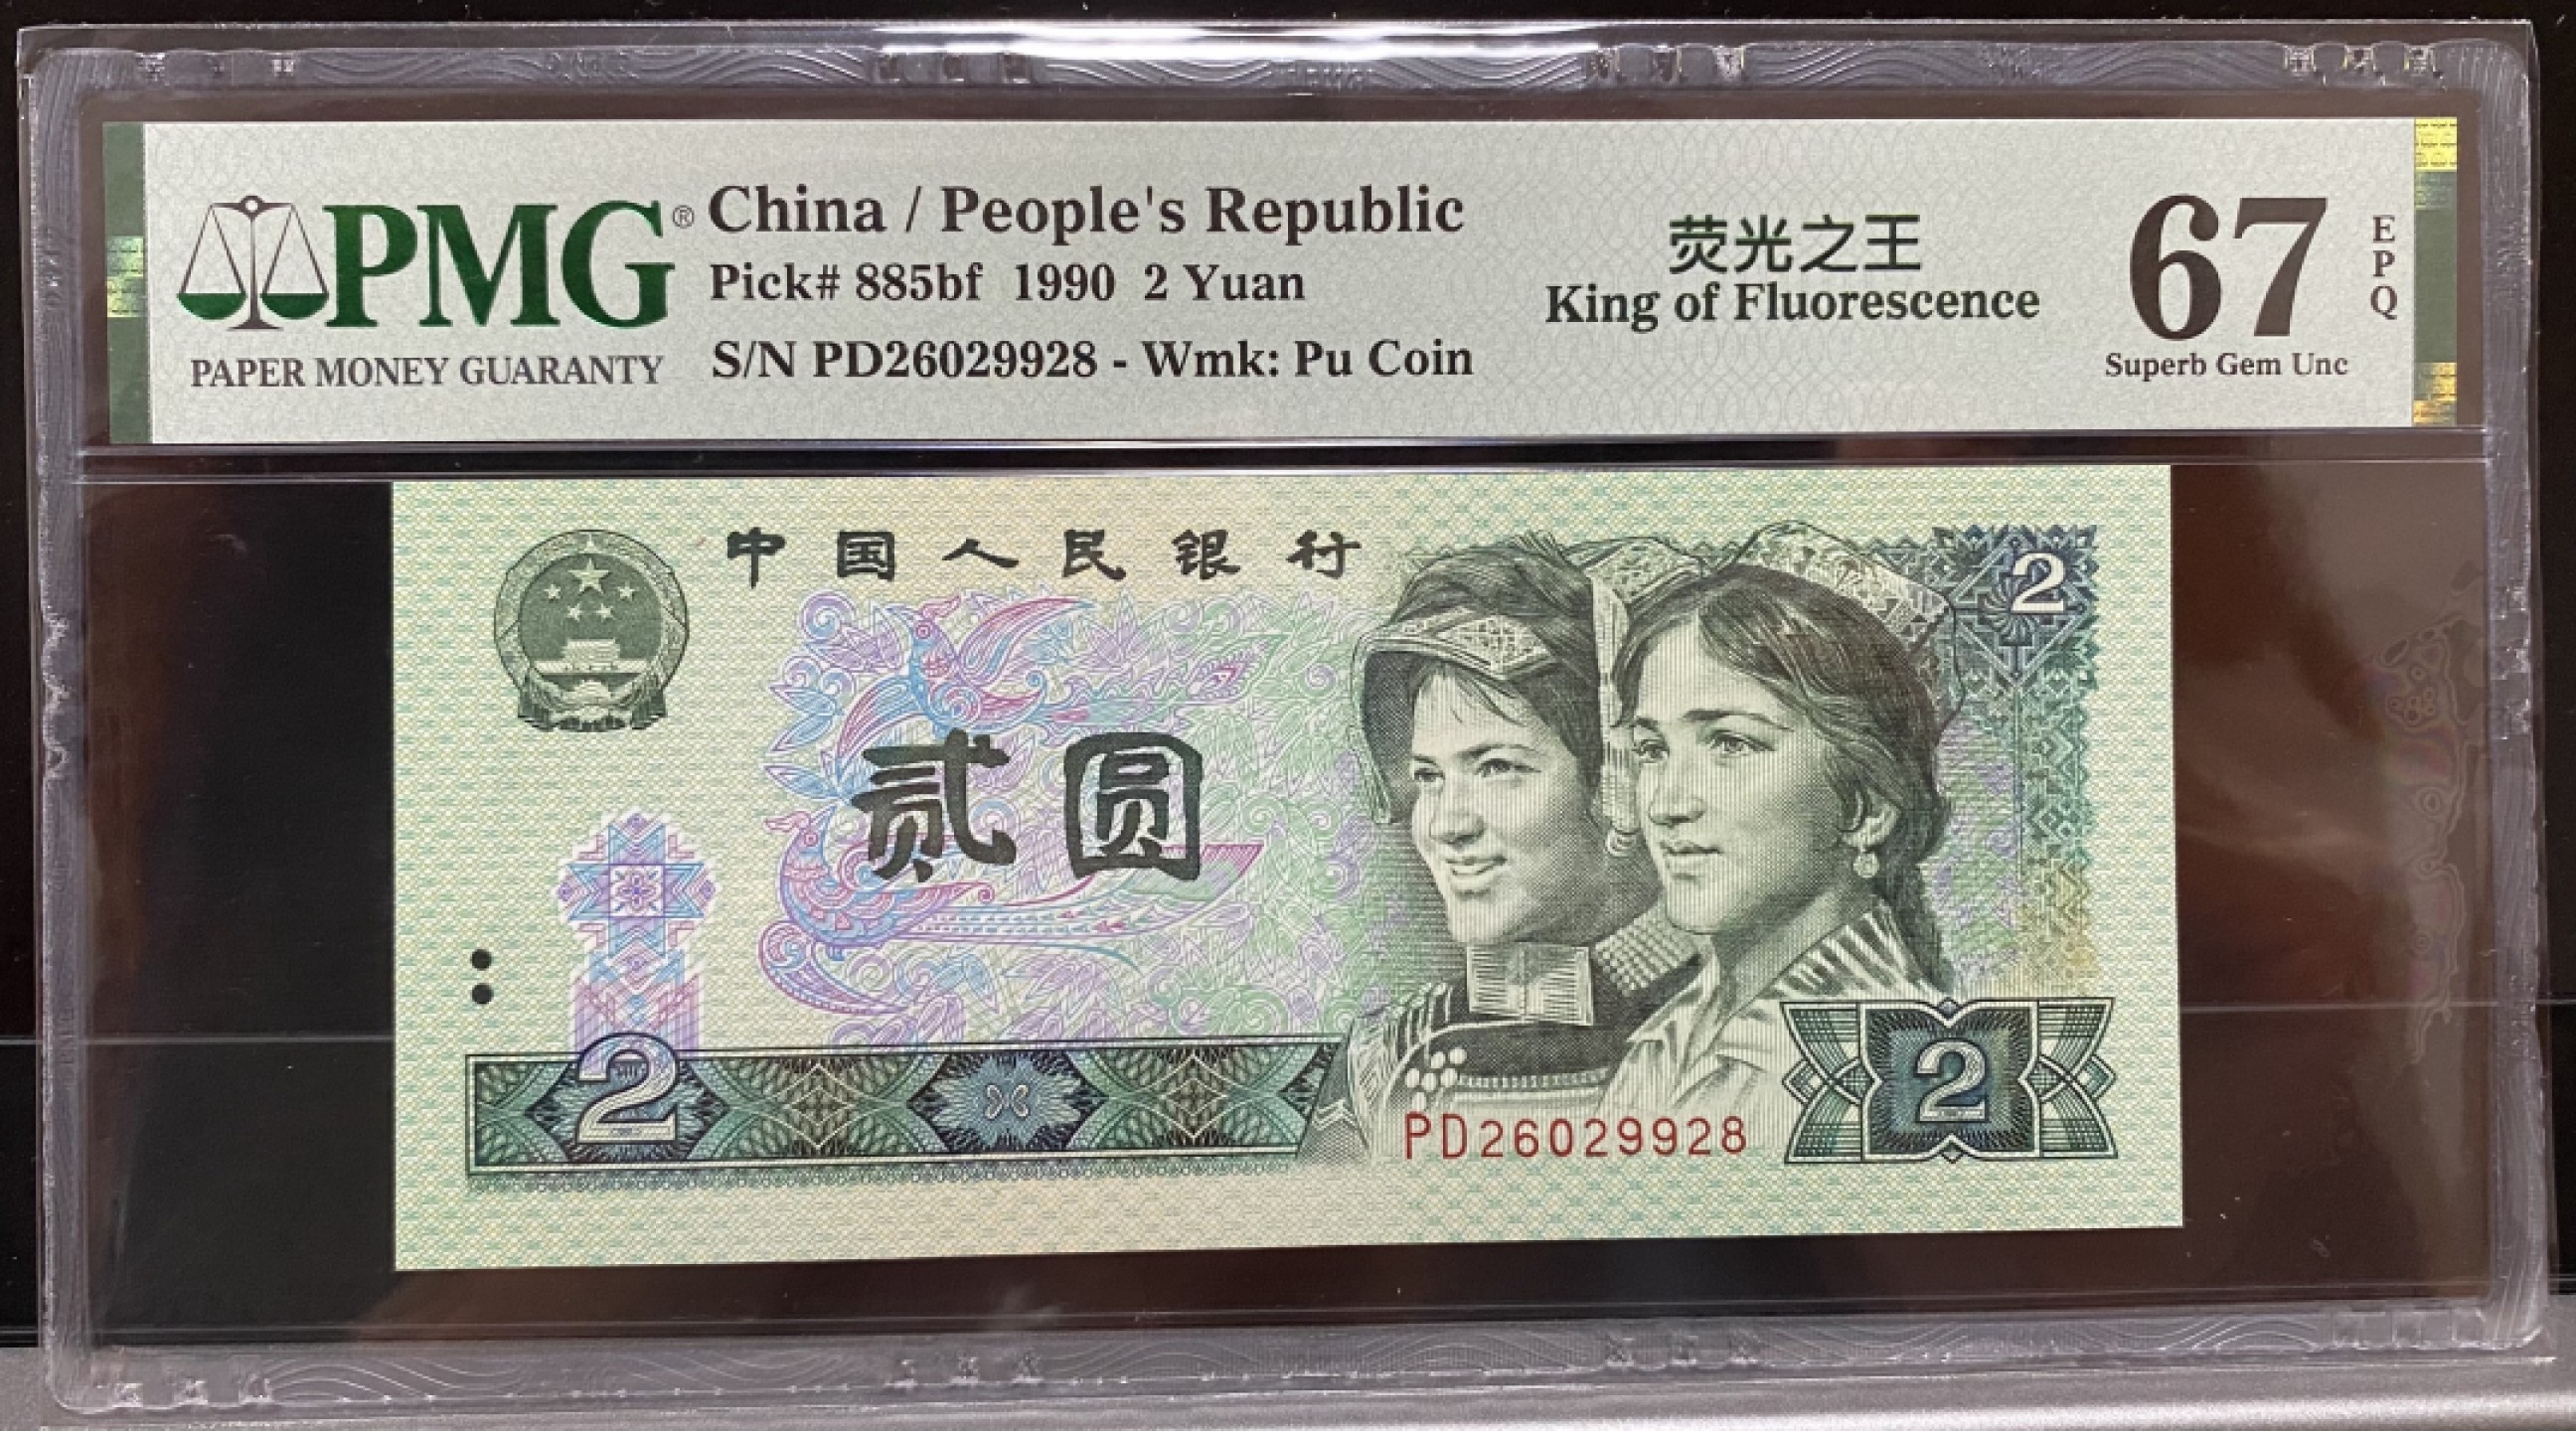 PMG®
PAPER MONEY GUARANTY
China / People's Republic
Pick# 885bf 1990 2 Yuan
S/N PD26029928 - Wmk: Pu Coin
荧光之王
King of Fluorescence
67
EPQ
Superb Gem Unc
中国人民银行
2
贰圆
2
PD26029928
2